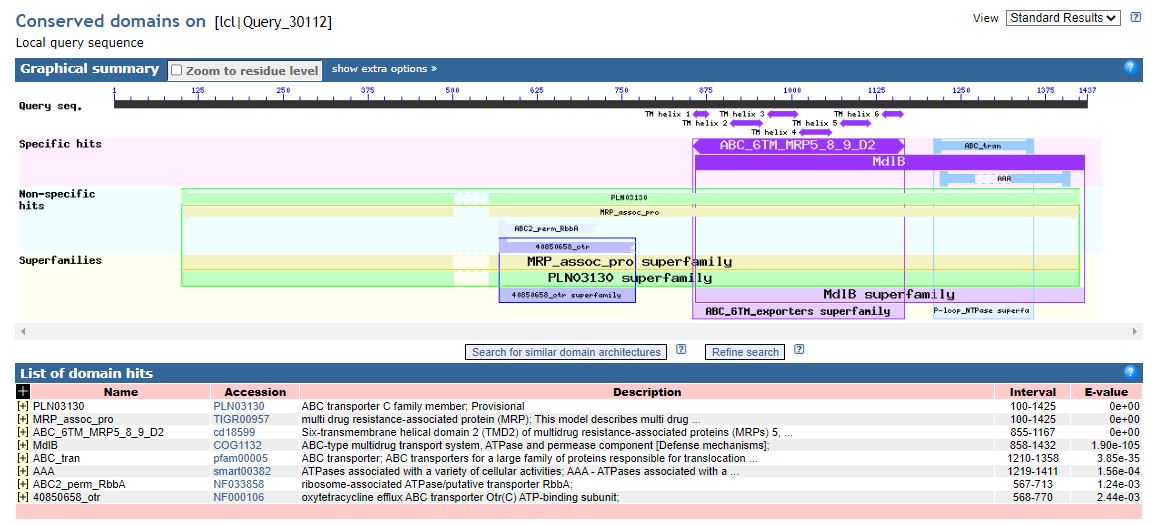 Conserved domains on [lcl|Query_30112]
View Standard Results ?
Local query sequence
Graphical summary Zoom to residue level show extra options » ?
1 125 250 375 500 625 750 875 1000 1125 1250 1375 1437
Query seq.
TM helix 1 TM helix 3 TM helix 6
TM helix 2 TM helix 5
TM helix 4
Specific hits ABC_6TM_MRP5_8_9_D2 ABC_tran
MdlB
AAA
Non-specific hits
PLN03130
MRP_assoc_pro
ABC2_perm_RbbA
40850658_otr
Superfamilies MRP_assoc_pro superfamily
PLN03130 superfamily
40850658_otr superfamily MdlB superfamily
ABC_6TM_exporters superfamily P-loop_NTPase superfa
Search for similar domain architectures ? Refine search ?
List of domain hits ?
+ Name Accession Description Interval E-value
[+] PLN03130 PLN03130 ABC transporter C family member; Provisional 100-1425 0e+00
[+] MRP_assoc_pro TIGR00957 multi drug resistance-associated protein (MRP); This model describes multi drug ... 100-1425 0e+00
[+] ABC_6TM_MRP5_8_9_D2 cd18599 Six-transmembrane helical domain 2 (TMD2) of multidrug resistance-associated proteins (MRPs) 5, ... 855-1167 0e+00
[+] MdlB COG1132 ABC-type multidrug transport system, ATPase and permease component [Defense mechanisms]; 858-1432 1.90e-105
[+] ABC_tran pfam00005 ABC transporter; ABC transporters for a large family of proteins responsible for translocation ... 1210-1358 3.85e-35
[+] AAA smart00382 ATPases associated with a variety of cellular activities; AAA - ATPases associated with a ... 1219-1411 1.56e-04
[+] ABC2_perm_RbbA NF033858 ribosome-associated ATPase/putative transporter RbbA; 567-713 1.24e-03
[+] 40850658_otr NF000106 oxytetracycline efflux ABC transporter Otr(C) ATP-binding subunit; 568-770 2.44e-03